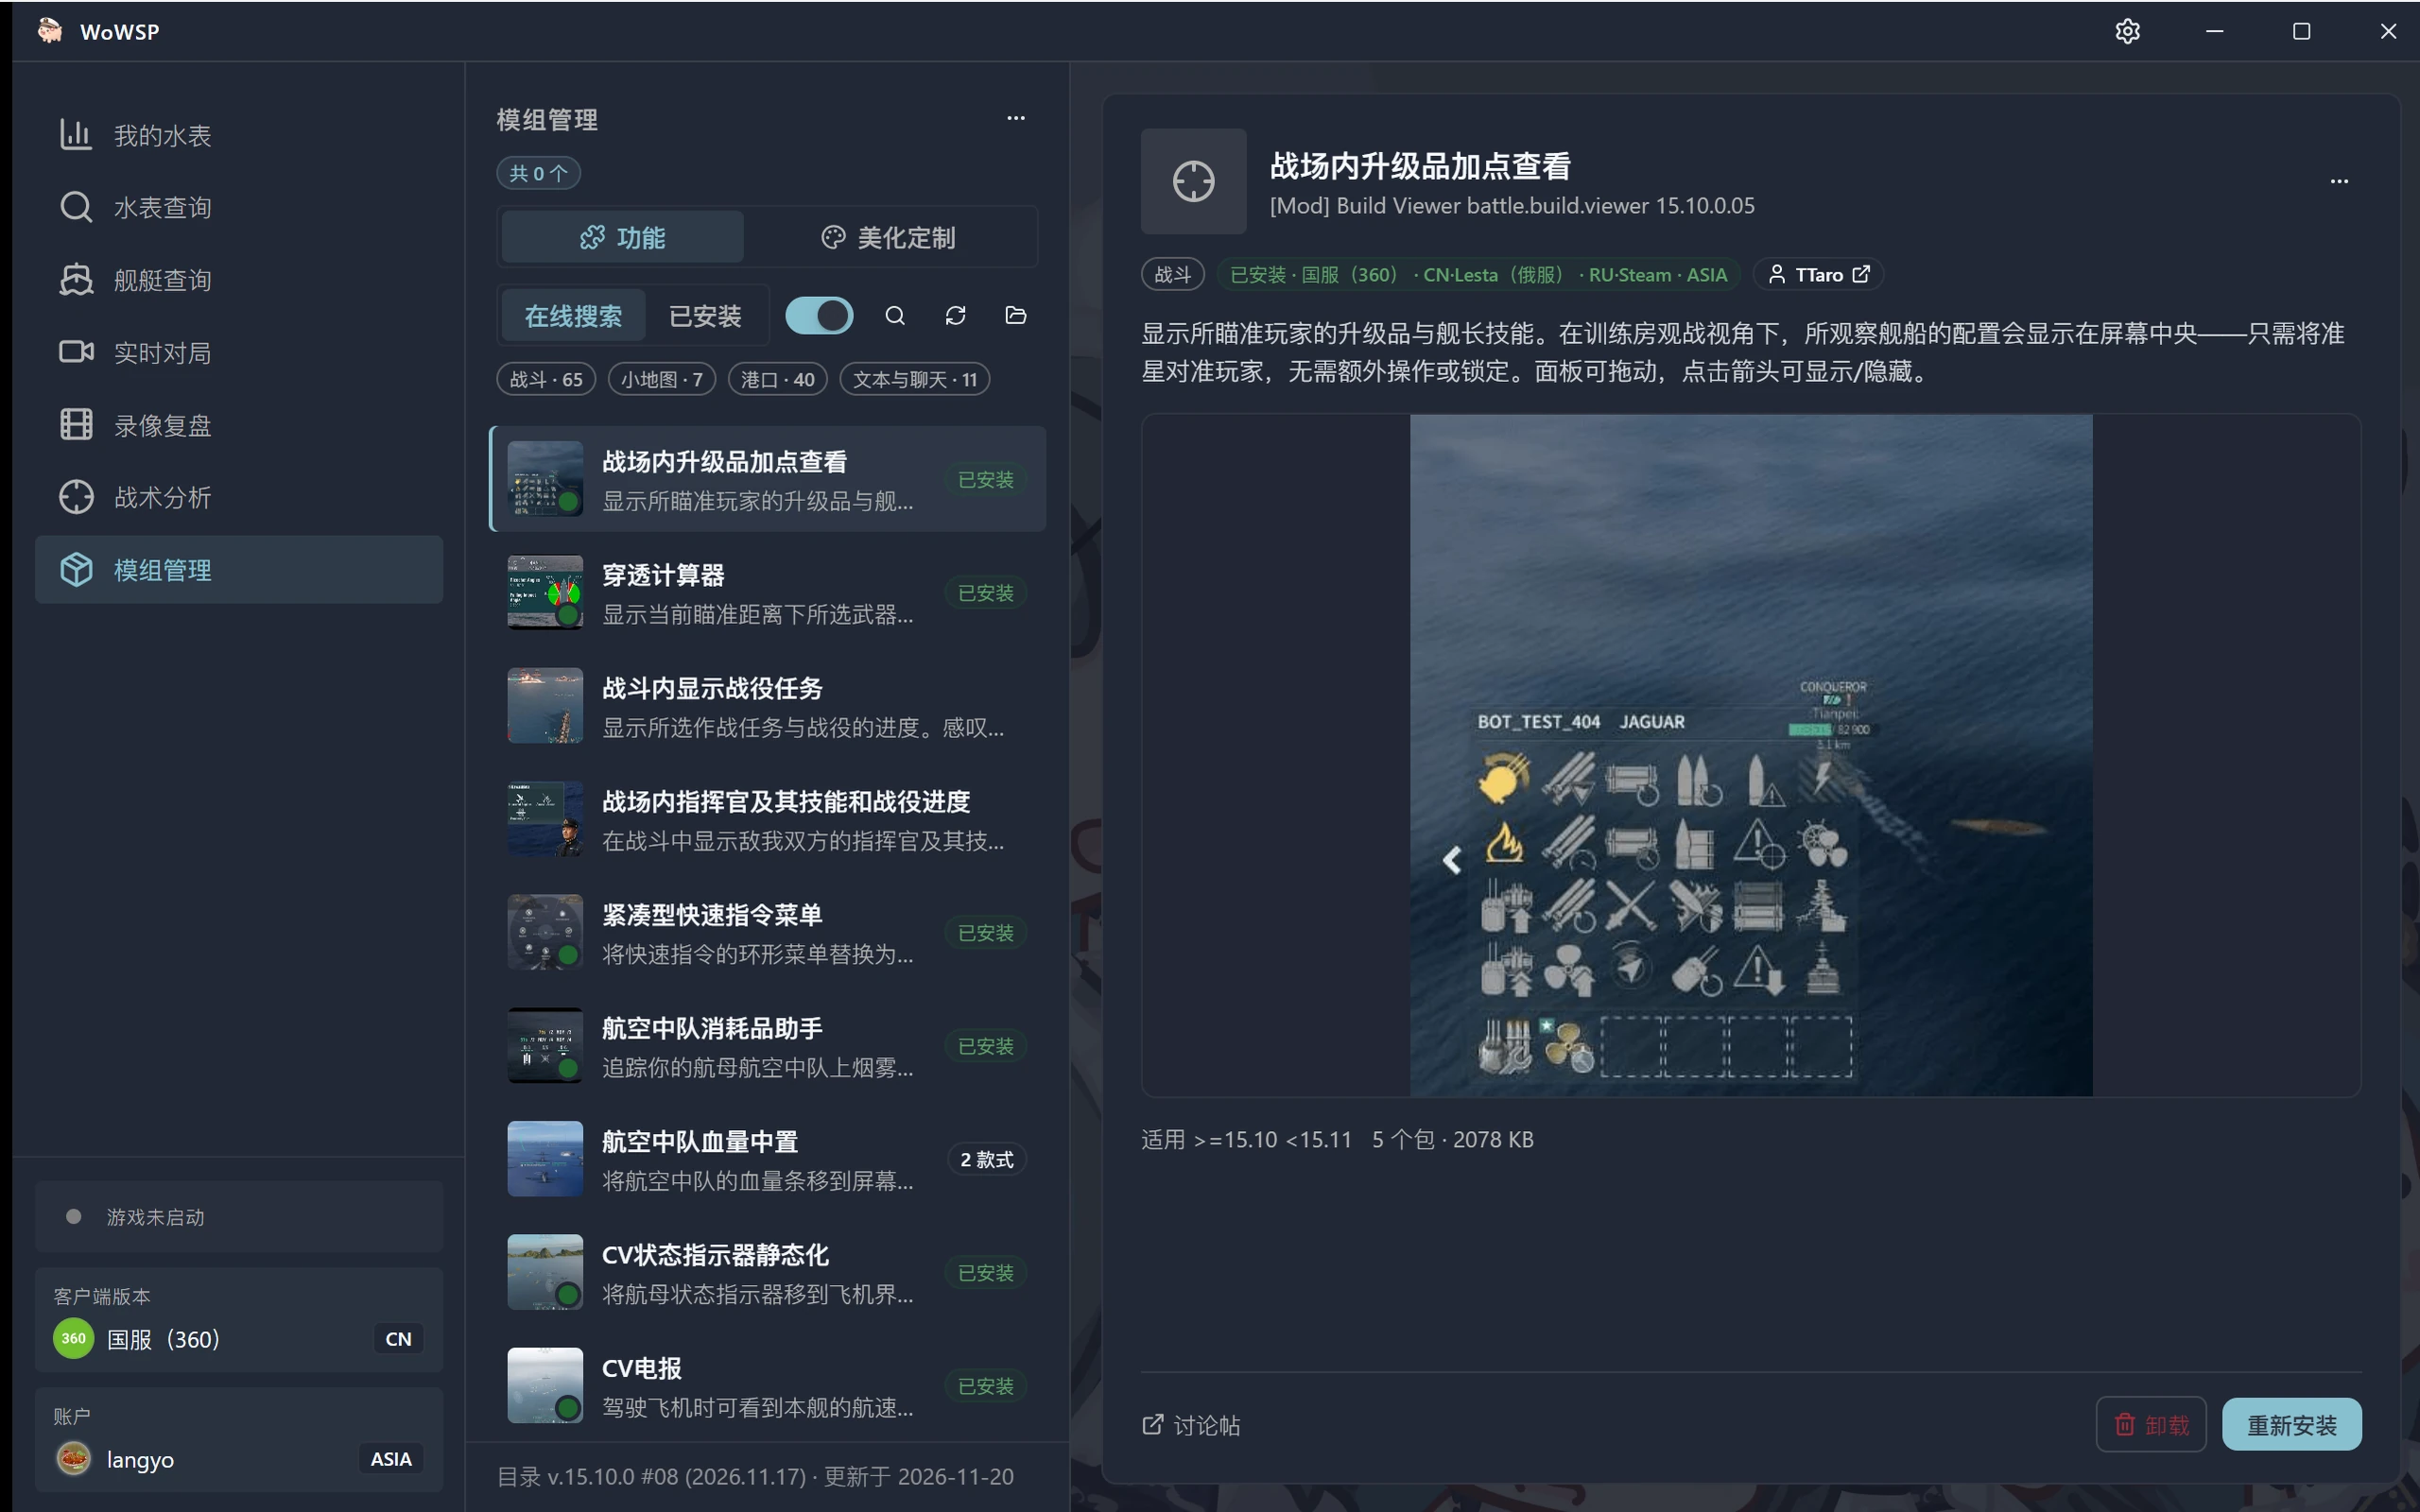 WoWSP
我的水表
水表查询
舰艇查询
实时对局
录像复盘
战术分析
模组管理
游戏未启动
客户端版本
360 国服（360） CN
账户
langyo ASIA
模组管理
共 0 个
功能 美化定制
在线搜索 已安装
战斗 · 65 小地图 · 7 港口 · 40 文本与聊天 · 11
战场内升级品加点查看
显示所瞄准玩家的升级品与舰...
已安装
穿透计算器
显示当前瞄准距离下所选武器...
已安装
战斗内显示战役任务
显示所选作战任务与战役的进度。感叹...
战场内指挥官及其技能和战役进度
在战斗中显示敌我双方的指挥官及其技...
紧凑型快速指令菜单
将快速指令的环形菜单替换为...
已安装
航空中队消耗品助手
追踪你的航母航空中队上烟雾...
已安装
航空中队血量中置
将航空中队的血量条移到屏幕...
2 款式
CV状态指示器静态化
将航母状态指示器移到飞机界...
已安装
CV电报
驾驶飞机时可看到本舰的航速...
已安装
目录 v.15.10.0 #08 (2026.11.17) · 更新于 2026-11-20
战场内升级品加点查看
[Mod] Build Viewer battle.build.viewer 15.10.0.05
战斗 已安装 · 国服（360） · CN·Lesta（俄服） · RU·Steam · ASIA TTaro
显示所瞄准玩家的升级品与舰长技能。在训练房观战视角下，所观察舰船的配置会显示在屏幕中央——只需将准
星对准玩家，无需额外操作或锁定。面板可拖动，点击箭头可显示/隐藏。
CONQUEROR
:Tianpei:
BOT_TEST_404 JAGUAR
/ 82 900
适用 >=15.10 <15.11 5 个包 · 2078 KB
讨论帖
卸载
重新安装